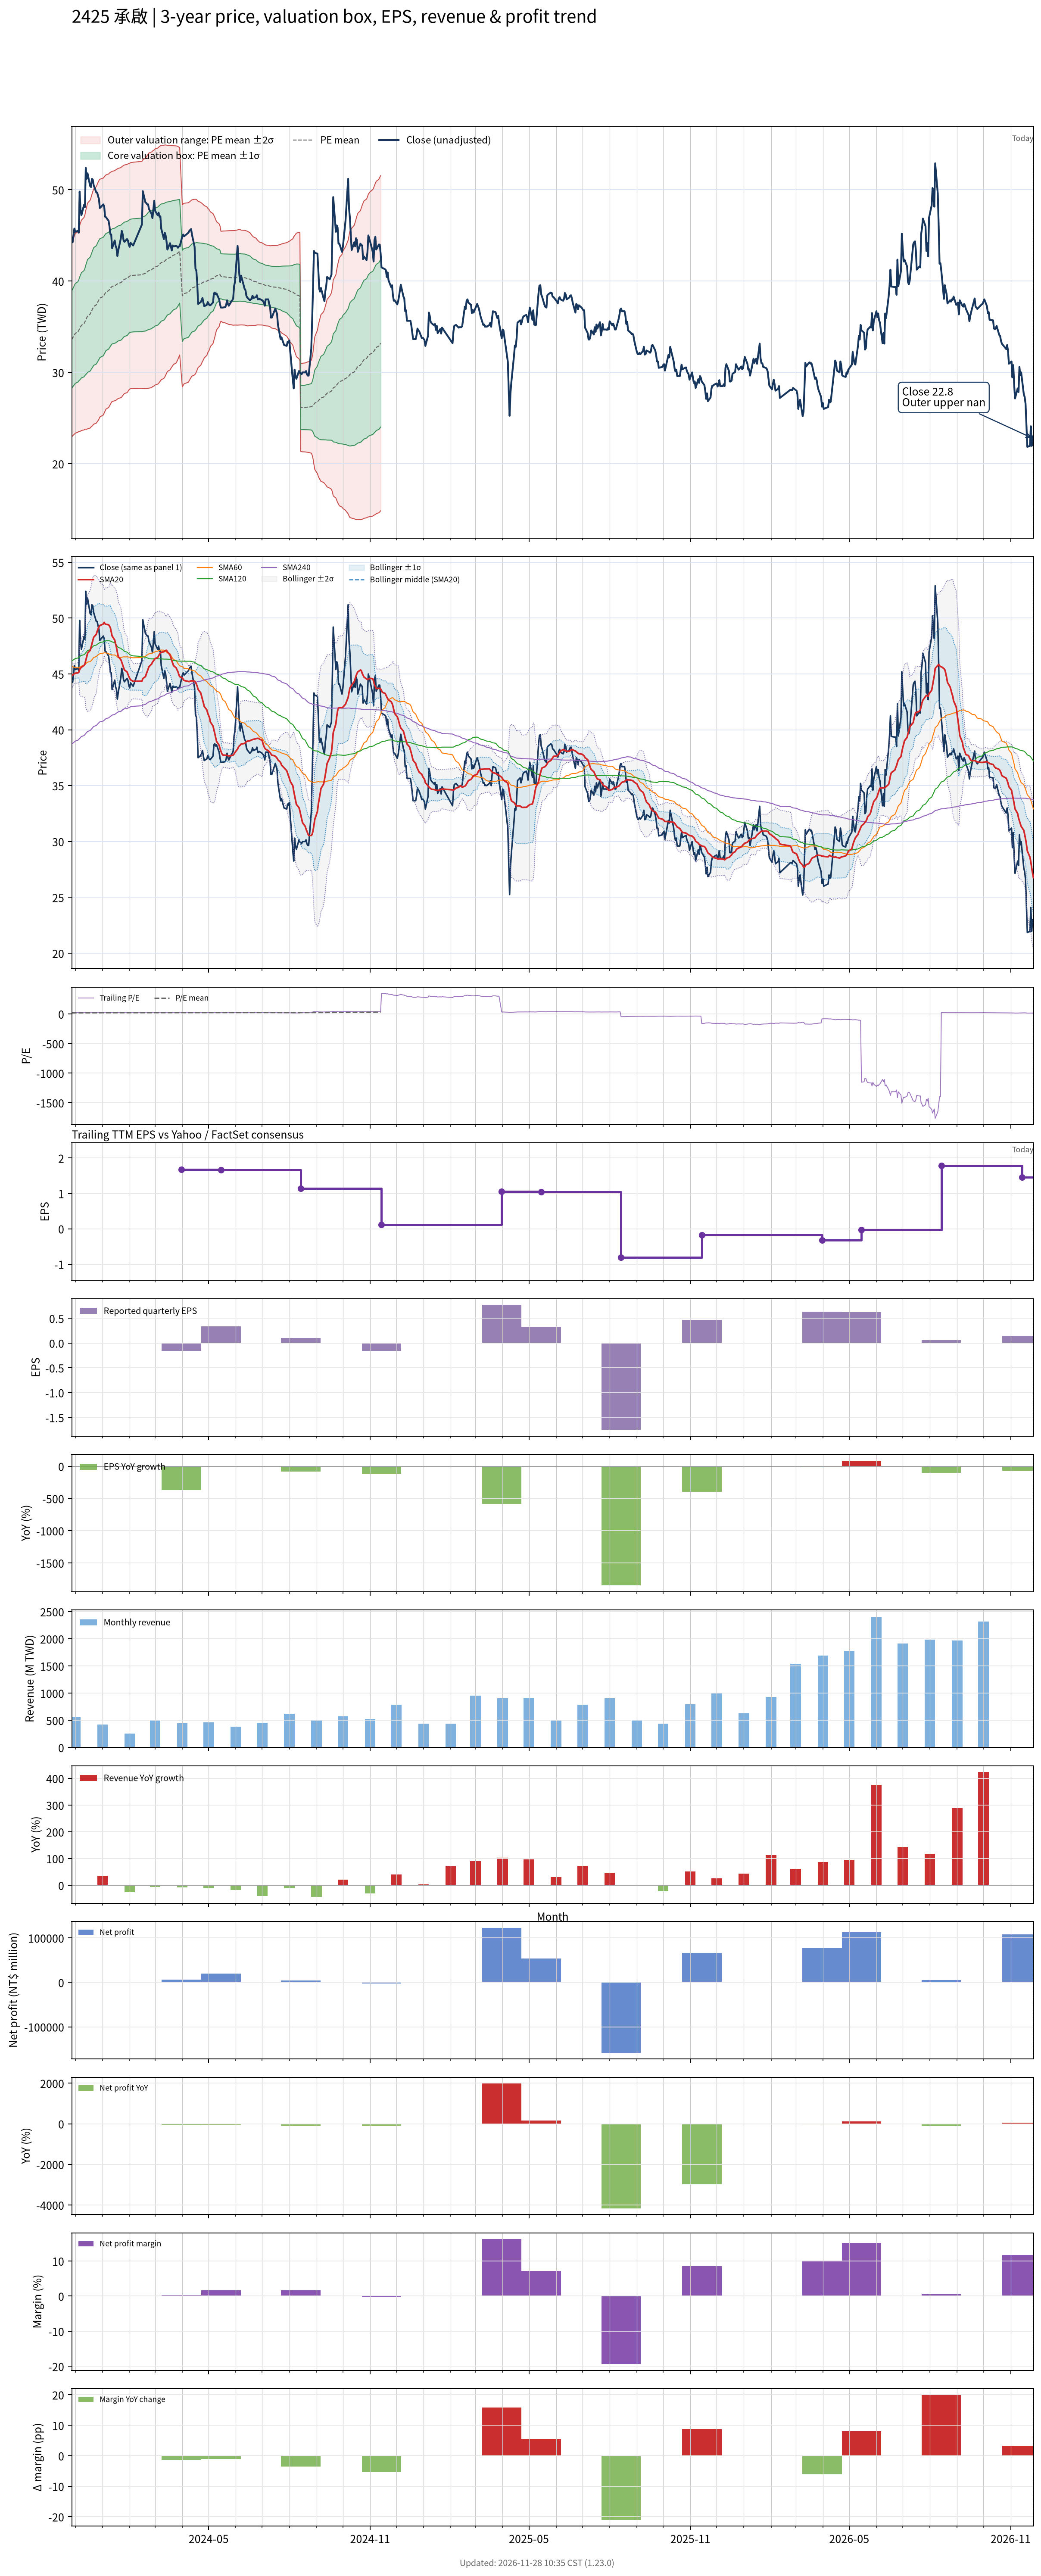 2425 承啟 | 3-year price, valuation box, EPS, revenue & profit trend
Outer valuation range: PE mean ±2σ
Core valuation box: PE mean ±1σ
PE mean
Close (unadjusted)
Today
Price (TWD)
50
40
30
20
Close 22.8
Outer upper nan
Close (same as panel 1)
SMA20
SMA60
SMA120
SMA240
Bollinger ±2σ
Bollinger ±1σ
Bollinger middle (SMA20)
Price
55
50
45
40
35
30
25
20
Trailing P/E
P/E mean
P/E
0
-500
-1000
-1500
Trailing TTM EPS vs Yahoo / FactSet consensus
Today
EPS
2
1
0
-1
Reported quarterly EPS
EPS
0.5
0.0
-0.5
-1.0
-1.5
EPS YoY growth
YoY (%)
0
-500
-1000
-1500
Monthly revenue
Revenue (M TWD)
2500
2000
1500
1000
500
0
Revenue YoY growth
YoY (%)
400
300
200
100
0
Month
Net profit
Net profit (NT$ million)
100000
0
-100000
Net profit YoY
YoY (%)
2000
0
-2000
-4000
Net profit margin
Margin (%)
10
0
-10
-20
Margin YoY change
Δ margin (pp)
20
10
0
-10
-20
2024-05
2024-11
2025-05
2025-11
2026-05
2026-11
Updated: 2026-11-28 10:35 CST (1.23.0)